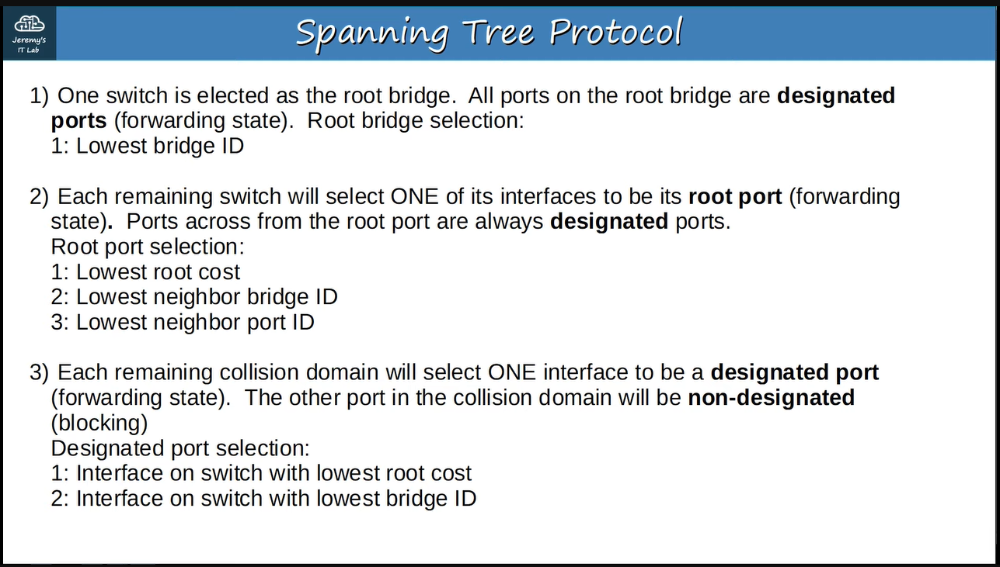 Jeremy's
IT Lab
Spanning Tree Protocol
1) One switch is elected as the root bridge.  All ports on the root bridge are designated
ports (forwarding state).  Root bridge selection:
1: Lowest bridge ID
2) Each remaining switch will select ONE of its interfaces to be its root port (forwarding
state).  Ports across from the root port are always designated ports.
Root port selection:
1: Lowest root cost
2: Lowest neighbor bridge ID
3: Lowest neighbor port ID
3) Each remaining collision domain will select ONE interface to be a designated port
(forwarding state).  The other port in the collision domain will be non-designated
(blocking)
Designated port selection:
1: Interface on switch with lowest root cost
2: Interface on switch with lowest bridge ID